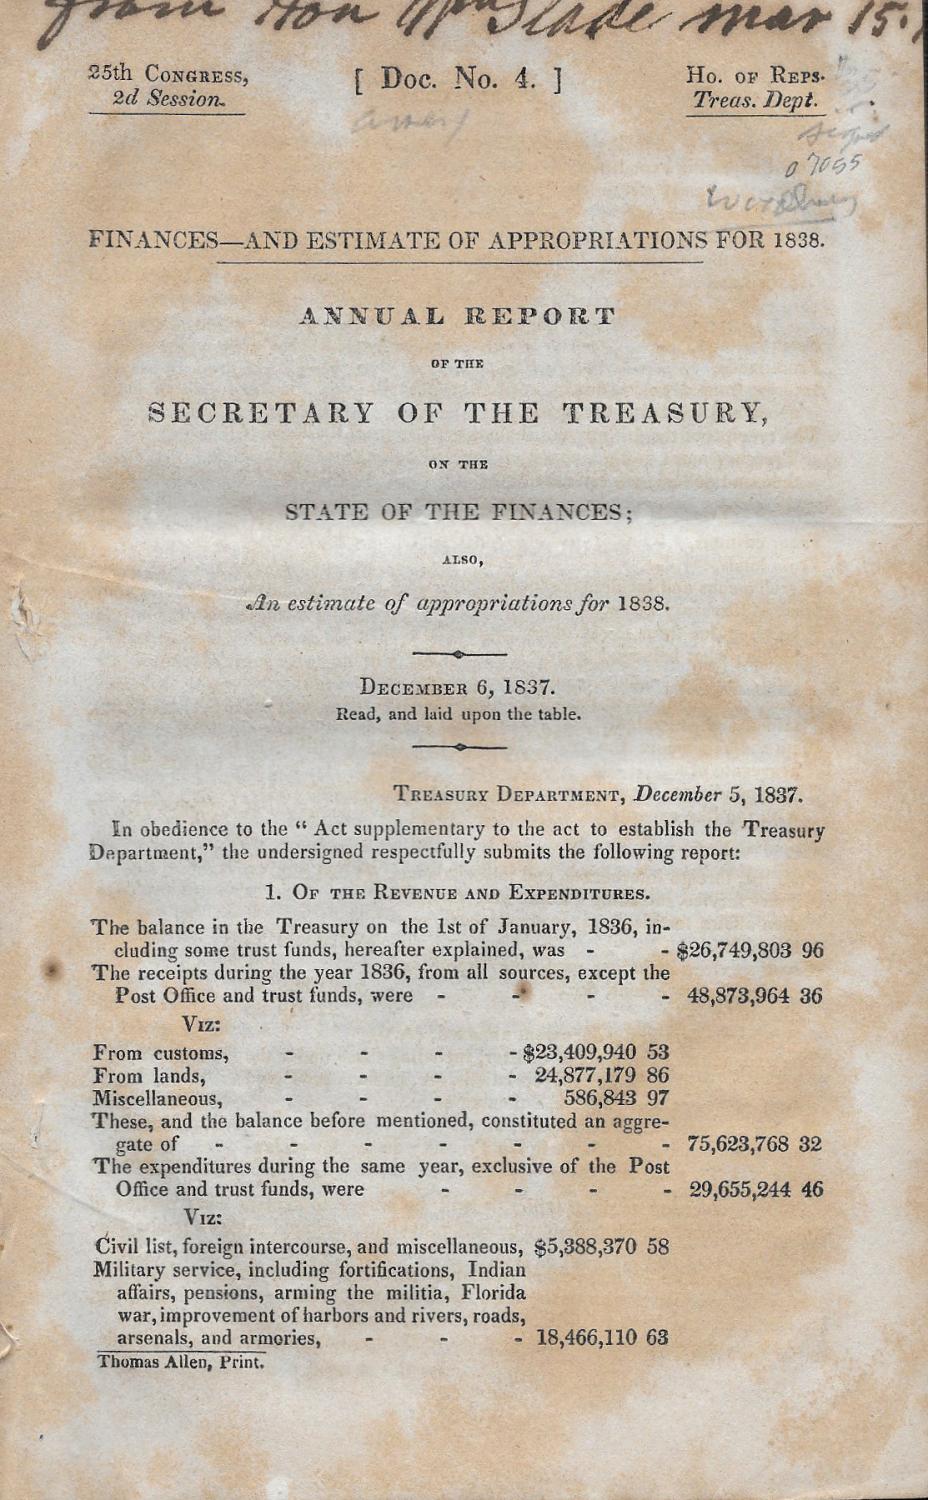 from Hon Wm Slade mar 15.
25th Congress, [ Doc. No. 4. ] Ho. of Reps.
2d Session. Treas. Dept.
07055
Woodbury
FINANCES—AND ESTIMATE OF APPROPRIATIONS FOR 1838.
ANNUAL REPORT
OF THE
SECRETARY OF THE TREASURY,
ON THE
STATE OF THE FINANCES;
ALSO,
An estimate of appropriations for 1838.
December 6, 1837.
Read, and laid upon the table.
Treasury Department, December 5, 1837.
In obedience to the “ Act supplementary to the act to establish the Treasury
Department,” the undersigned respectfully submits the following report:
1. Of the Revenue and Expenditures.
The balance in the Treasury on the 1st of January, 1836, in-
cluding some trust funds, hereafter explained, was - - $26,749,803 96
The receipts during the year 1836, from all sources, except the
Post Office and trust funds, were - - - - 48,873,964 36
Viz:
From customs, - - - - $23,409,940 53
From lands, - - - - 24,877,179 86
Miscellaneous, - - - - 586,843 97
These, and the balance before mentioned, constituted an aggre-
gate of - - - - - - - 75,623,768 32
The expenditures during the same year, exclusive of the Post
Office and trust funds, were - - - - 29,655,244 46
Viz:
Civil list, foreign intercourse, and miscellaneous, $5,388,370 58
Military service, including fortifications, Indian
affairs, pensions, arming the militia, Florida
war, improvement of harbors and rivers, roads,
arsenals, and armories, - - - 18,466,110 63
Thomas Allen, Print.